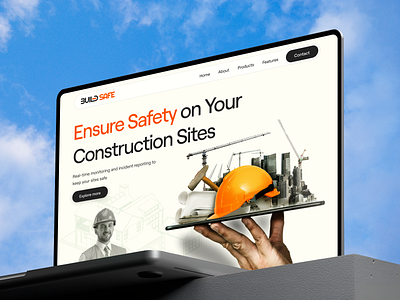 BUILD SAFE
Home
About
Products
Features
Contact
Ensure Safety on Your
Construction Sites
Real-time monitoring and incident reporting to
keep your sites safe
Explore more